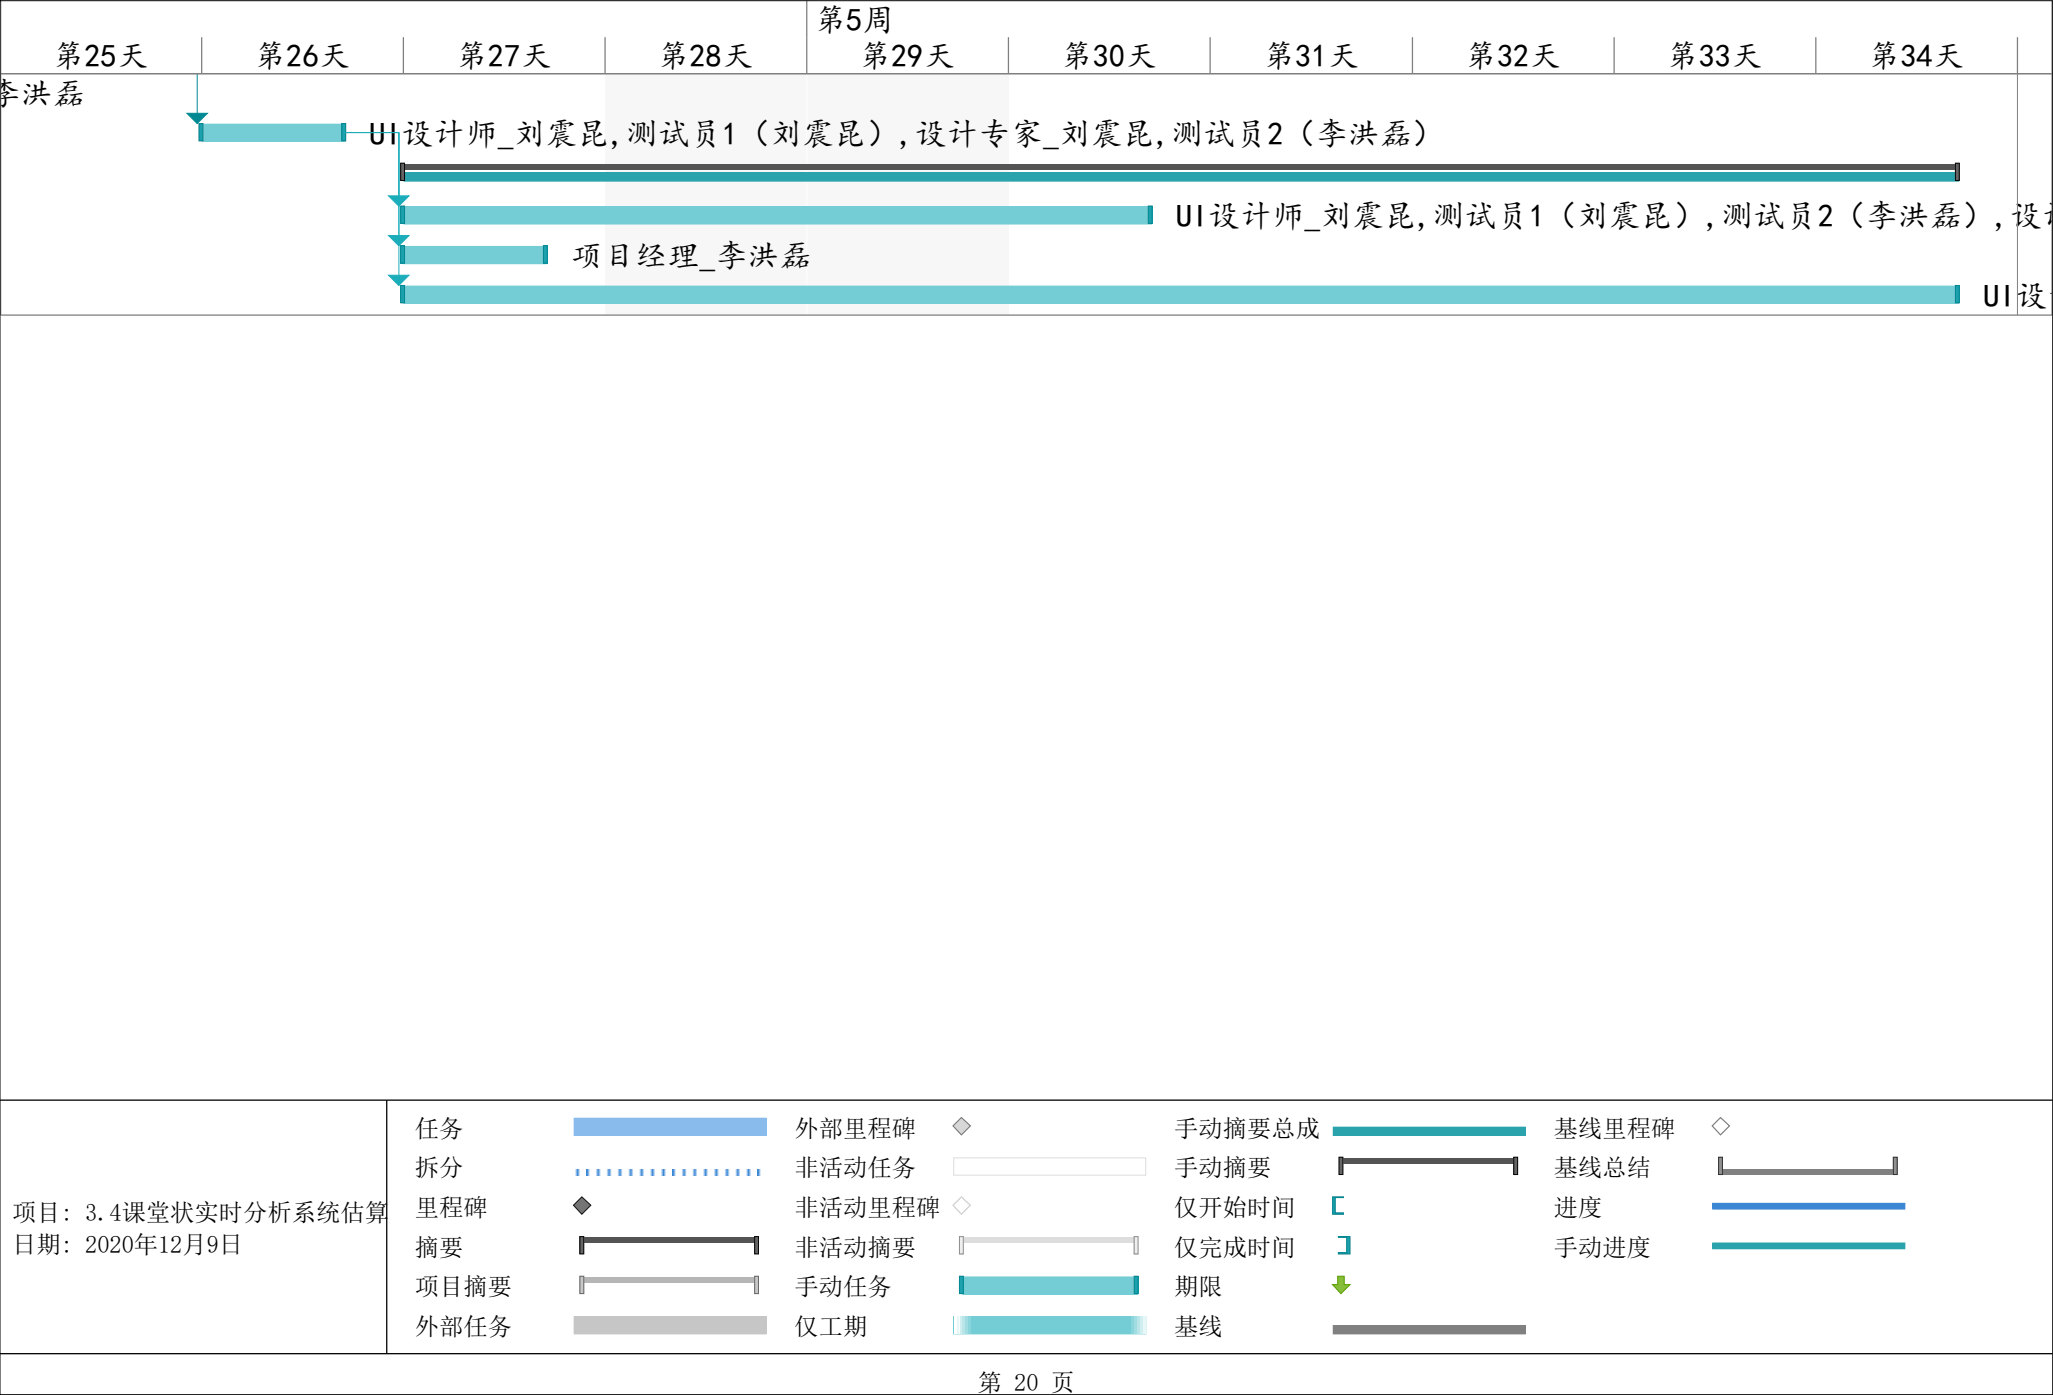 第5周
第25天 第26天 第27天 第28天 第29天 第30天 第31天 第32天 第33天 第34天
李洪磊
UI设计师_刘震昆,测试员1（刘震昆）,设计专家_刘震昆,测试员2（李洪磊）
UI设计师_刘震昆,测试员1（刘震昆）,测试员2（李洪磊）,设
项目经理_李洪磊
UI设
项目: 3.4课堂状实时分析系统估算
日期: 2020年12月9日
任务 外部里程碑 手动摘要总成 基线里程碑
拆分 非活动任务 手动摘要 基线总结
里程碑 非活动里程碑 仅开始时间 进度
摘要 非活动摘要 仅完成时间 手动进度
项目摘要 手动任务 期限
外部任务 仅工期 基线
第 20 页